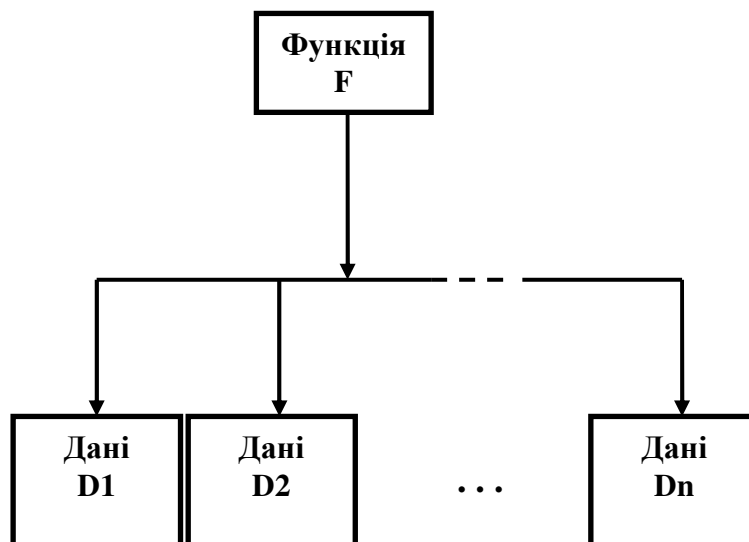 Функція
F
Дані
D1
Дані
D2
. . .
Дані
Dn